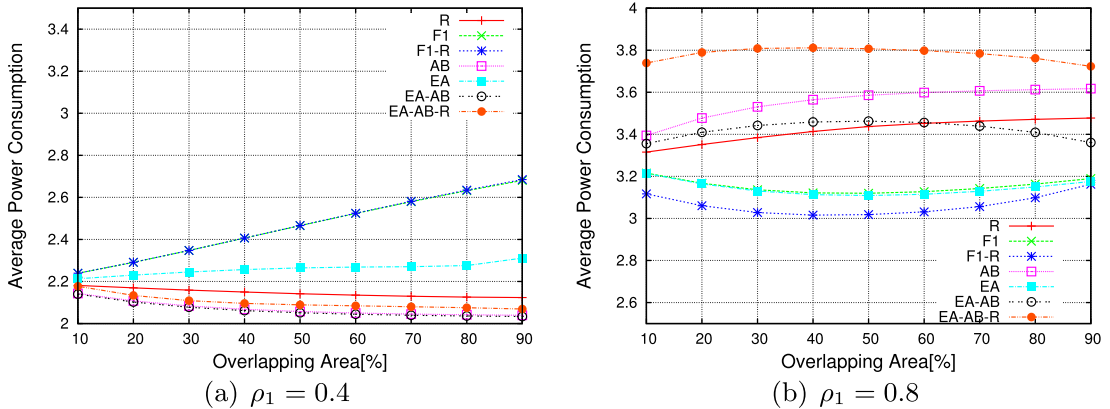 3.4
3.2
3
2.8
2.6
2.4
2.2
2
10 20 30 40 50 60 70 80 90
Average Power Consumption
Overlapping Area[%]
R
F1
F1-R
AB
EA
EA-AB
EA-AB-R
(a) ρ1 = 0.4
4
3.8
3.6
3.4
3.2
3
2.8
2.6
10 20 30 40 50 60 70 80 90
Average Power Consumption
Overlapping Area[%]
R
F1
F1-R
AB
EA
EA-AB
EA-AB-R
(b) ρ1 = 0.8